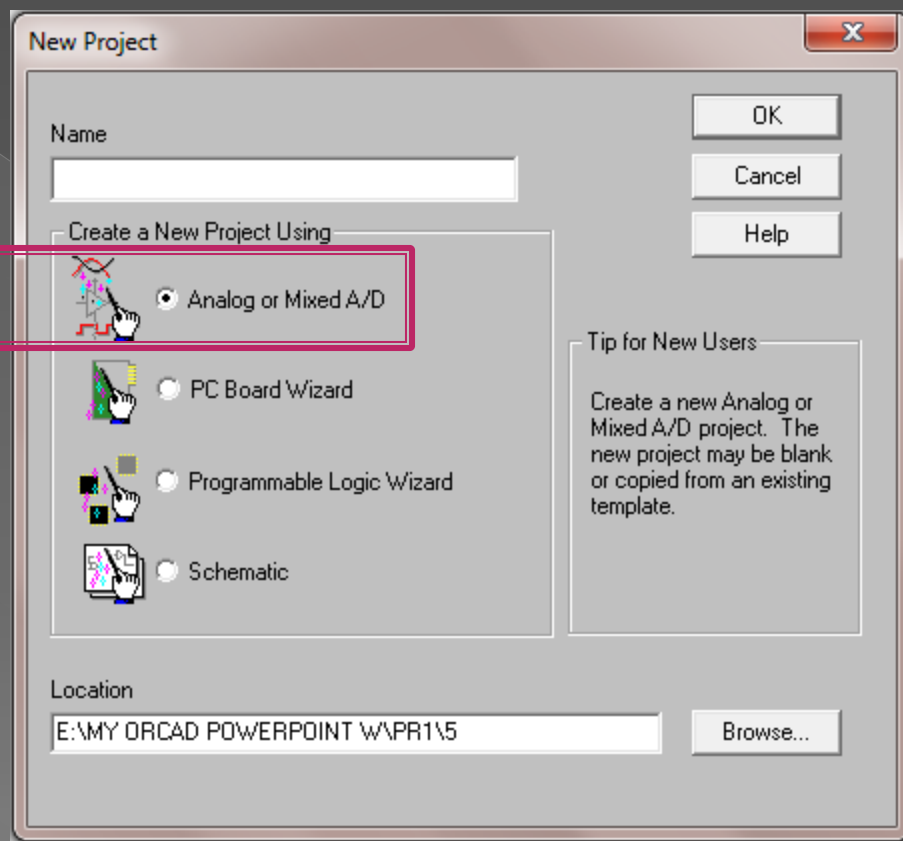 New Project
Name
OK
Cancel
Help
Create a New Project Using
Analog or Mixed A/D
PC Board Wizard
Programmable Logic Wizard
Schematic
Tip for New Users
Create a new Analog or
Mixed A/D project. The
new project may be blank
or copied from an existing
template.
Location
E:\MY ORCAD POWERPOINT W\PR1\5
Browse...